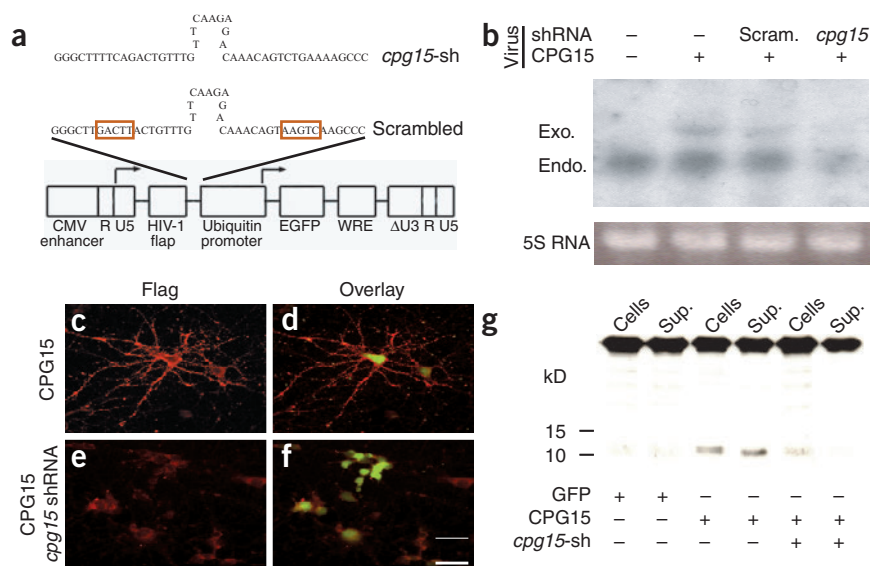 a
CAAGA
T G
T A
GGGCTTTTCAGACTGTTTG CAAACAGTCTGAAAAGCCC
cpg15-sh
CAAGA
T G
T A
GGGCTTGACTTACTGTTTG CAAACAGTAAGTCAAGCCC
Scrambled
CMV enhancer
R U5
HIV-1 flap
Ubiquitin promoter
EGFP
WRE
ΔU3 R U5
b
Virus
shRNA – – Scram. cpg15
CPG15 – + + +
Exo.
Endo.
5S RNA
Flag Overlay
c d
CPG15
e f
CPG15
cpg15 shRNA
g
Cells Sup. Cells Sup. Cells Sup.
kD
15
10
GFP + + – – – –
CPG15 – – + + + +
cpg15-sh – – – – + +